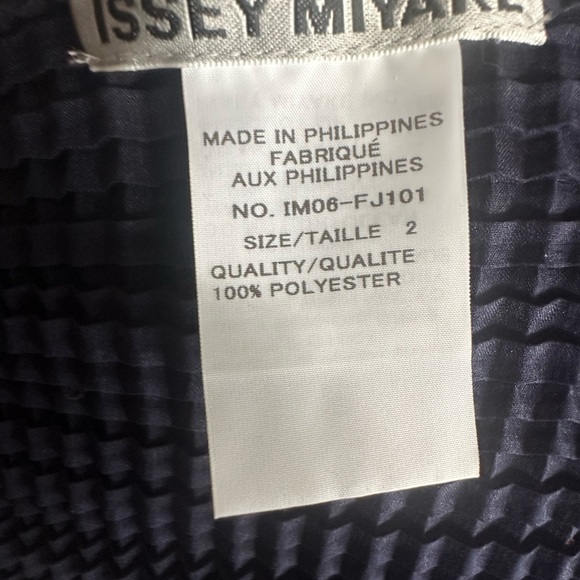 ISSEY MIYAKE
MADE IN PHILIPPINES
FABRIQUÉ
AUX PHILIPPINES
NO. IM06-FJ101
SIZE/TAILLE 2
QUALITY/QUALITE
100% POLYESTER